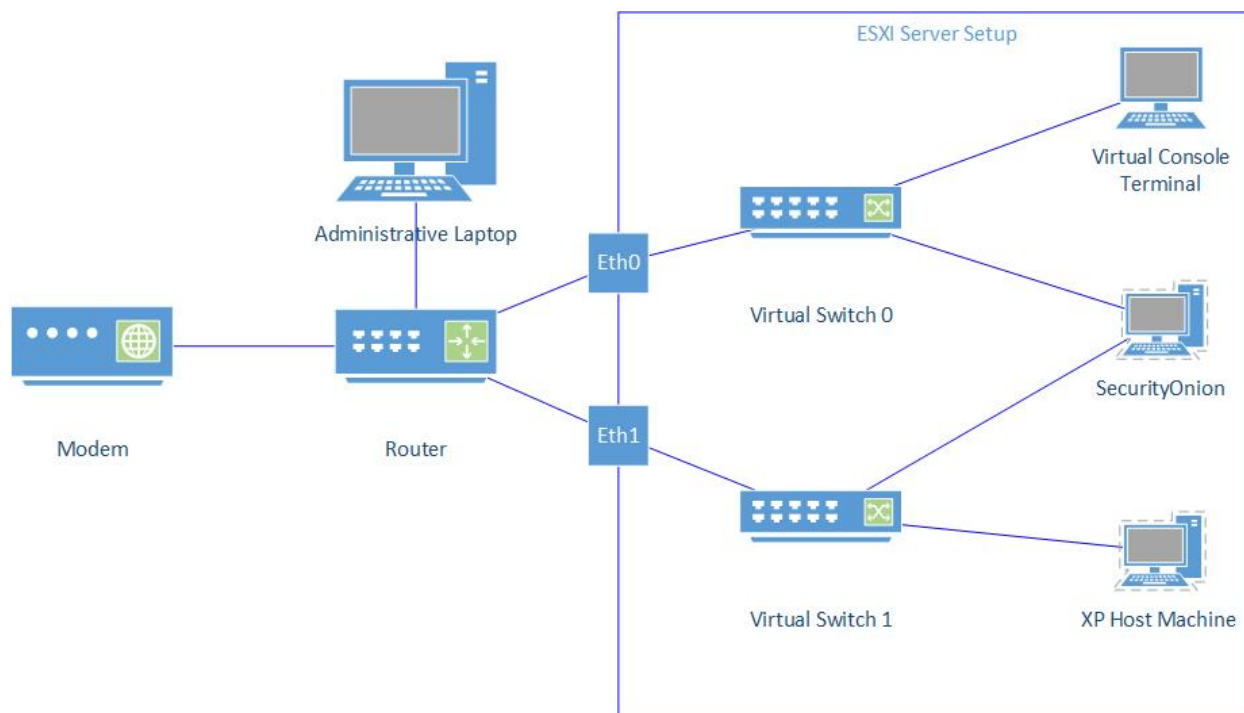 ESXI Server Setup
Virtual Console
Terminal
Administrative Laptop
Eth0
Virtual Switch 0
SecurityOnion
Modem
Router
Eth1
Virtual Switch 1
XP Host Machine